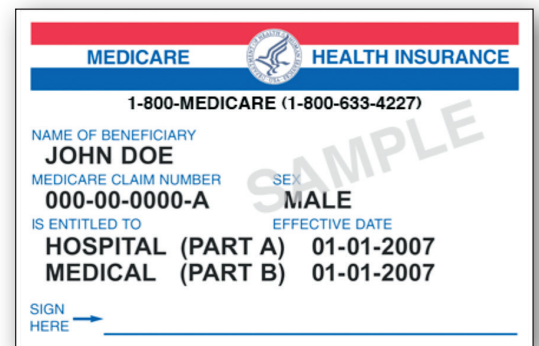 MEDICARE HEALTH INSURANCE
1-800-MEDICARE (1-800-633-4227)
NAME OF BENEFICIARY
JOHN DOE
MEDICARE CLAIM NUMBER SEX
000-00-0000-A MALE
IS ENTITLED TO EFFECTIVE DATE
HOSPITAL (PART A) 01-01-2007
MEDICAL (PART B) 01-01-2007
SIGN
HERE
SAMPLE